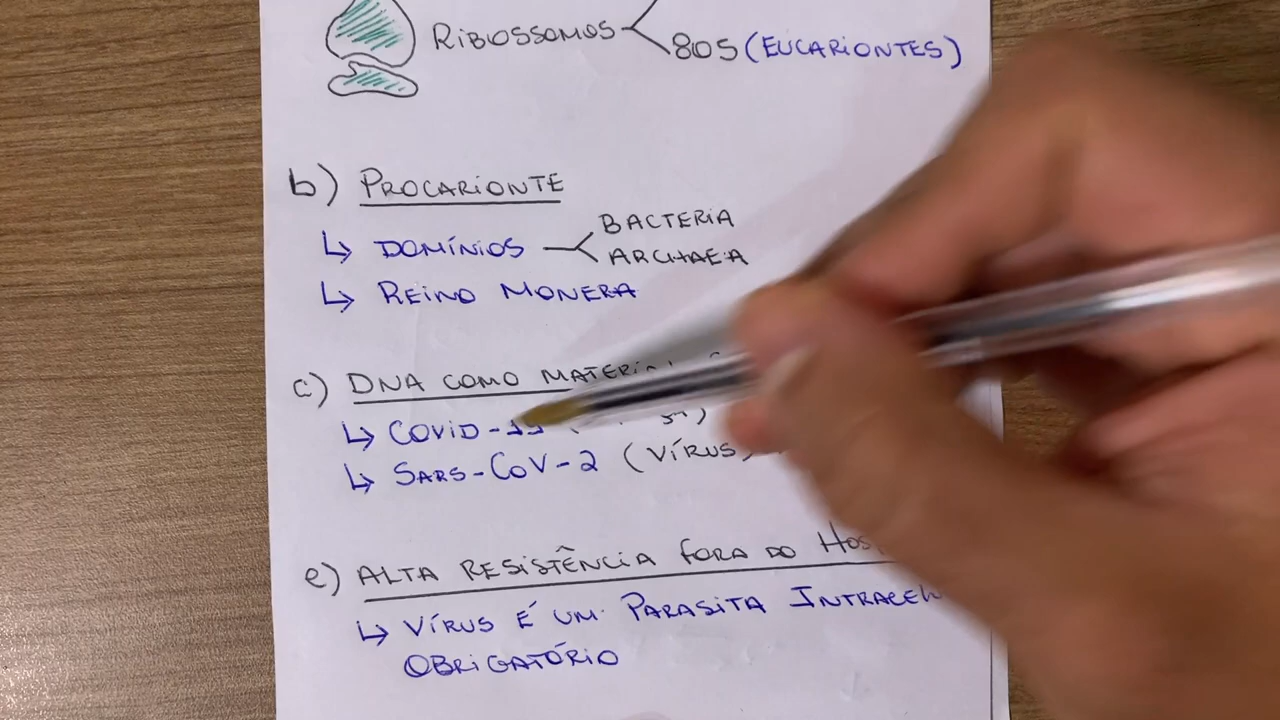 RIBOSSOMOS
80S (EUCARIONTES)
b) PROCARIONTE
↳ DOMÍNIOS
BACTERIA
ARCHAEA
↳ REINO MONERA
c) DNA COMO
↳ COVID-19
↳ SARS-COV-2 (VÍRUS)
e) ALTA RESISTÊNCIA FORA DO
↳ VÍRUS É UM PARASITA
OBRIGATÓRIO